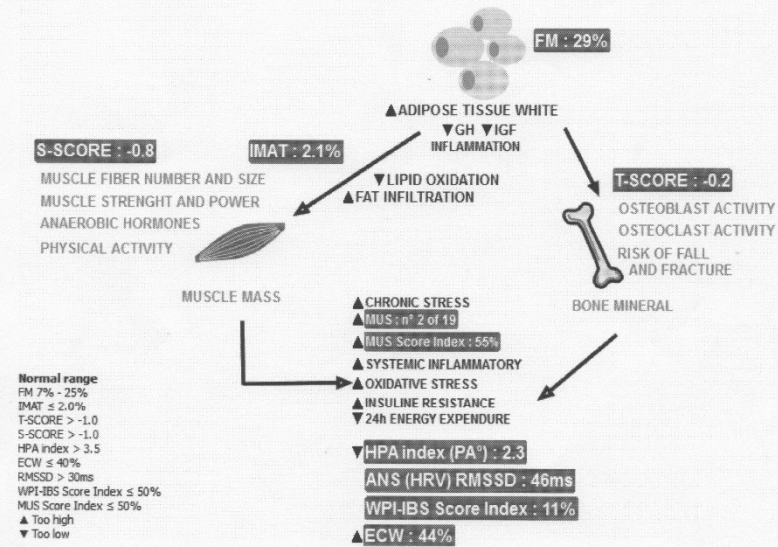 FM : 29%
▲ADIPOSE TISSUE WHITE
▼GH ▼IGF
INFLAMMATION
S-SCORE : -0.8
IMAT : 2.1%
MUSCLE FIBER NUMBER AND SIZE
MUSCLE STRENGHT AND POWER
ANAEROBIC HORMONES
PHYSICAL ACTIVITY
▼LIPID OXIDATION
▲FAT INFILTRATION
T-SCORE : -0.2
OSTEOBLAST ACTIVITY
OSTEOCLAST ACTIVITY
RISK OF FALL
AND FRACTURE
MUSCLE MASS
BONE MINERAL
▲CHRONIC STRESS
▲MUS : n° 2 of 19
▲MUS Score Index : 55%
▲SYSTEMIC INFLAMMATORY
▲OXIDATIVE STRESS
▲INSULINE RESISTANCE
▼24h ENERGY EXPENDURE
▼HPA index (PA°) : 2.3
ANS (HRV) RMSSD : 46ms
WPI-IBS Score Index : 11%
▲ECW : 44%
Normal range
FM 7% - 25%
IMAT ≤ 2.0%
T-SCORE > -1.0
S-SCORE > -1.0
HPA index > 3.5
ECW ≤ 40%
RMSSD > 30ms
WPI-IBS Score Index ≤ 50%
MUS Score Index ≤ 50%
▲ Too high
▼ Too low